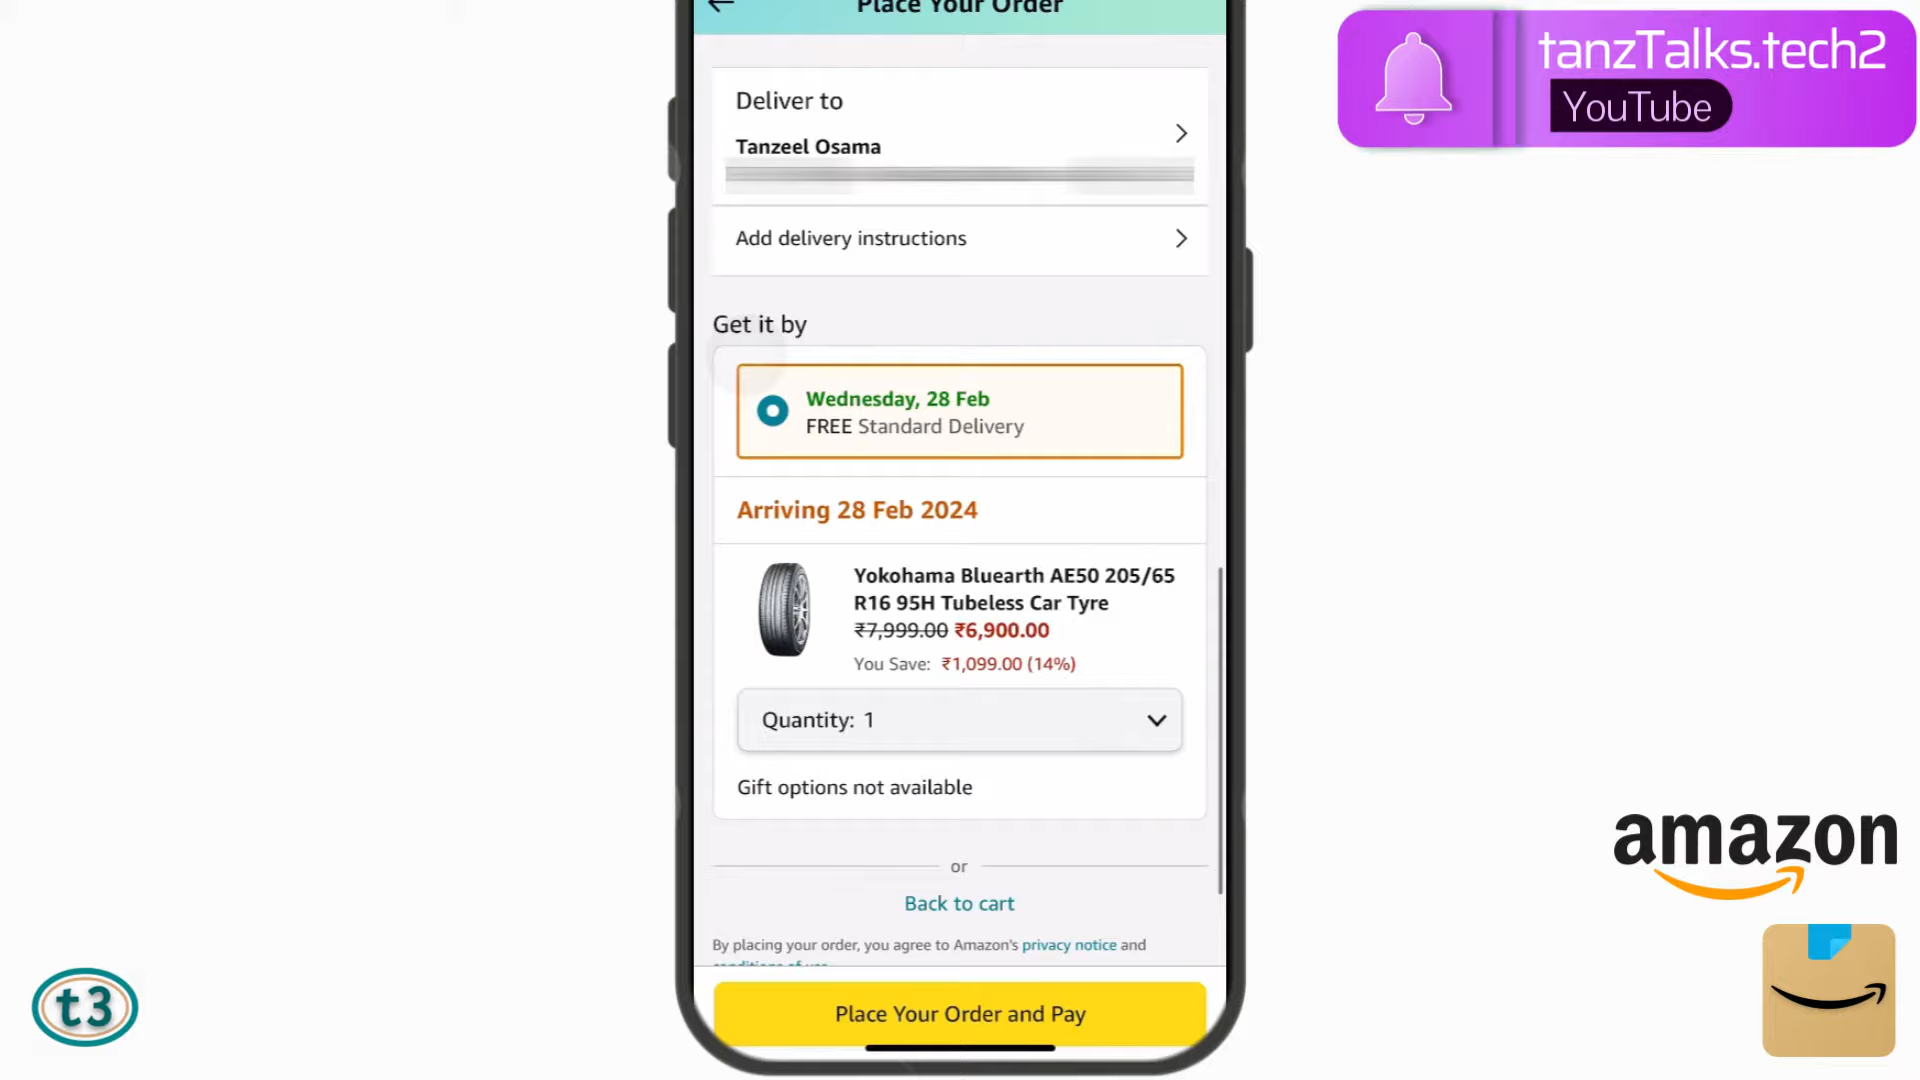 Place Your Order
tanzTalks.tech2
YouTube
Deliver to
Tanzeel Osama
Add delivery instructions
Get it by
Wednesday, 28 Feb
FREE Standard Delivery
Arriving 28 Feb 2024
Yokohama Bluearth AE50 205/65
R16 95H Tubeless Car Tyre
₹7,999.00 ₹6,900.00
You Save: ₹1,099.00 (14%)
Quantity: 1
Gift options not available
or
Back to cart
By placing your order, you agree to Amazon's privacy notice and
conditions of use
Place Your Order and Pay
amazon
t3